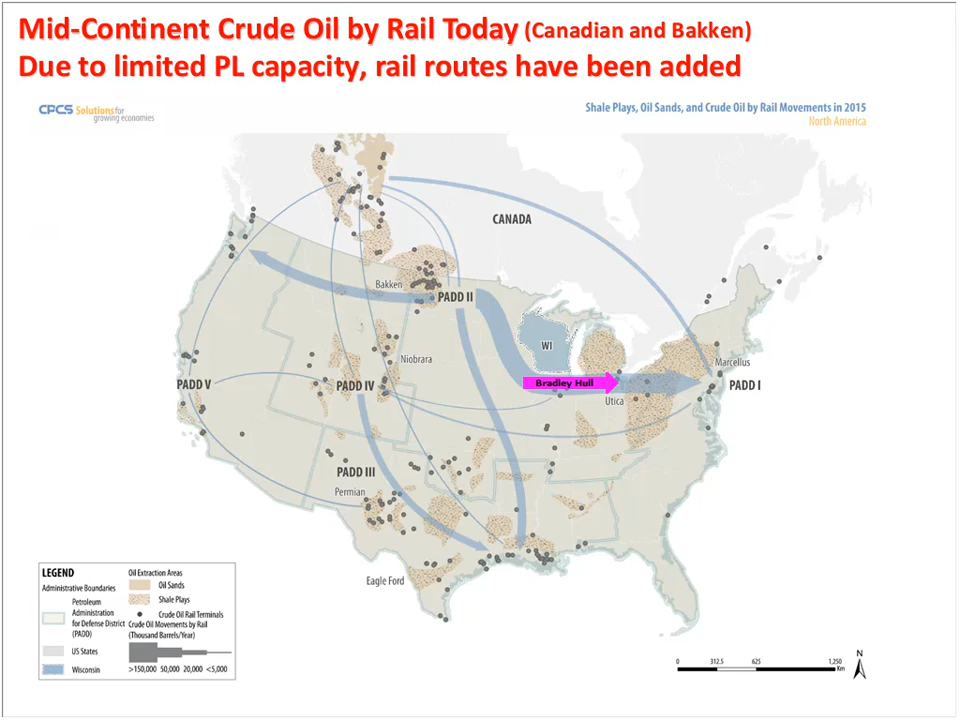 Mid-Continent Crude Oil by Rail Today (Canadian and Bakken)
Due to limited PL capacity, rail routes have been added
CPCS Solutions for
growing economies
Shale Plays, Oil Sands, and Crude Oil by Rail Movements in 2015
North America
CANADA
Bakken
PADD II
WI
Niobrara
Marcellus
PADD V
PADD IV
Bradley Hull
PADD I
Utica
PADD III
Permian
Eagle Ford
LEGEND
Administrative Boundaries
Petroleum
Administration
for Defense District
(PADD)
US States
Wisconsin
Oil Extraction Areas
Oil Sands
Shale Plays
Crude Oil Rail Terminals
Crude Oil Movements by Rail
(Thousand Barrels/Year)
>150,000 50,000 20,000 <5,000
N
0 312.5 625 1,250
Km